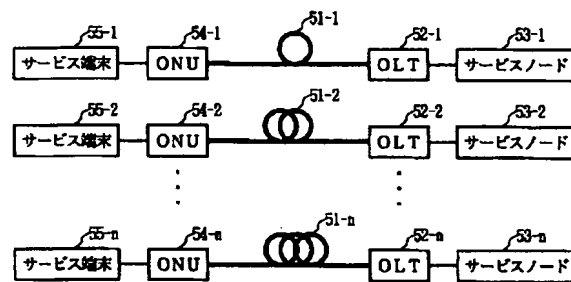 55-1 54-1 51-1 52-1 53-1
サービス端末 ONU OLT サービスノード
55-2 54-2 51-2 52-2 53-2
サービス端末 ONU OLT サービスノード
55-n 54-n 51-n 52-n 53-n
サービス端末 ONU OLT サービスノード